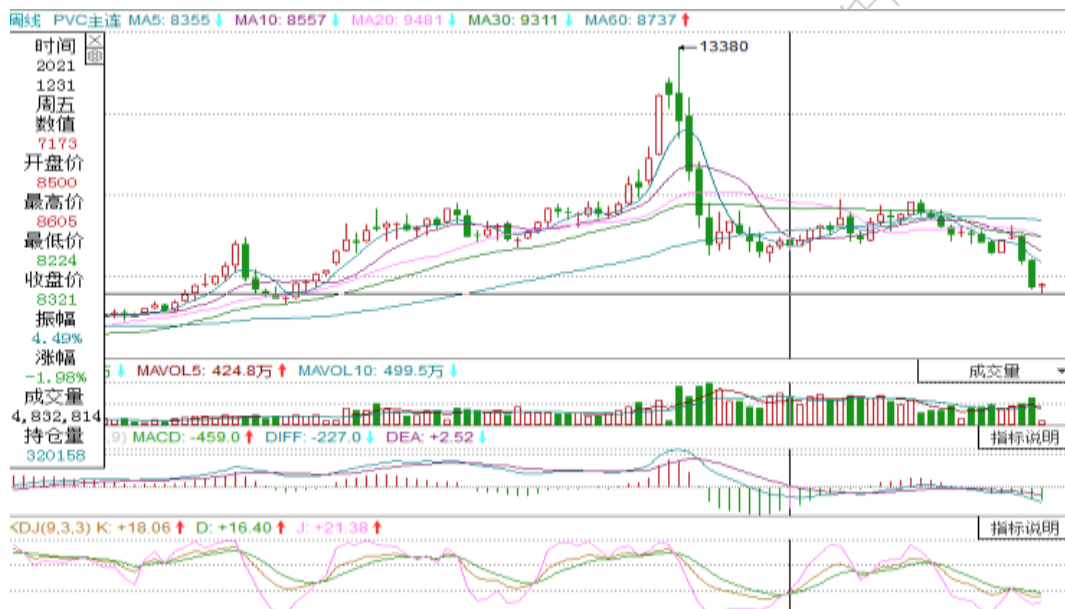 周线 PVC主连 MA5: 8355↓ MA10: 8557↓ MA20: 9481↓ MA30: 9311↓ MA60: 8737↑
13380
时间
2021
1231
周五
数值
7173
开盘价
8500
最高价
8605
最低价
8224
收盘价
8321
振幅
4.49%
涨幅
-1.98%
成交量
4,832,814
持仓量
320158
↓ MAVOL5: 424.8万↑ MAVOL10: 499.5万↓
成交量
,9) MACD: -459.0↑ DIFF: -227.0↓ DEA: +2.52↓
指标说明
KDJ(9,3,3) K: +18.06↑ D: +16.40↑ J: +21.38↑
指标说明